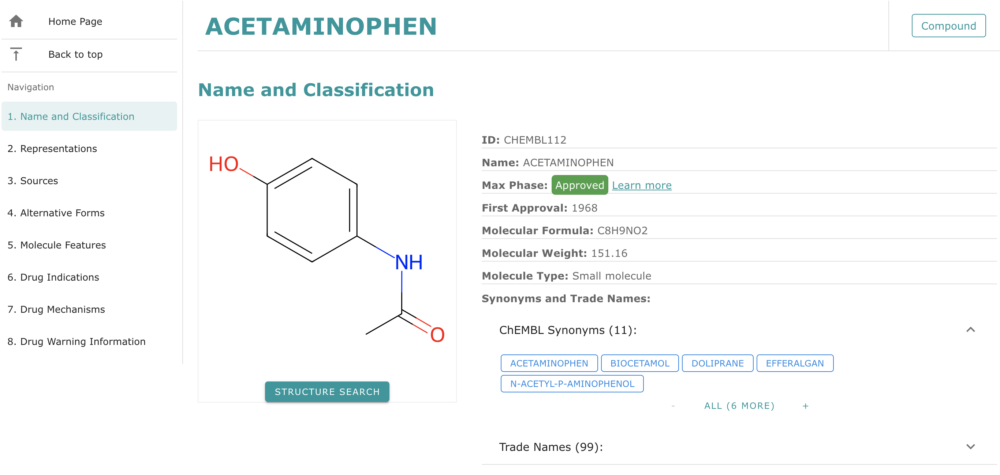 Home Page
Back to top
Navigation
1. Name and Classification
2. Representations
3. Sources
4. Alternative Forms
5. Molecule Features
6. Drug Indications
7. Drug Mechanisms
8. Drug Warning Information
ACETAMINOPHEN
Compound
Name and Classification
HO
NH
O
STRUCTURE SEARCH
ID: CHEMBL112
Name: ACETAMINOPHEN
Max Phase: Approved Learn more
First Approval: 1968
Molecular Formula: C8H9NO2
Molecular Weight: 151.16
Molecule Type: Small molecule
Synonyms and Trade Names:
ChEMBL Synonyms (11):
ACETAMINOPHEN BIOCETAMOL DOLIPRANE EFFERALGAN
N-ACETYL-P-AMINOPHENOL
- ALL (6 MORE) +
Trade Names (99):